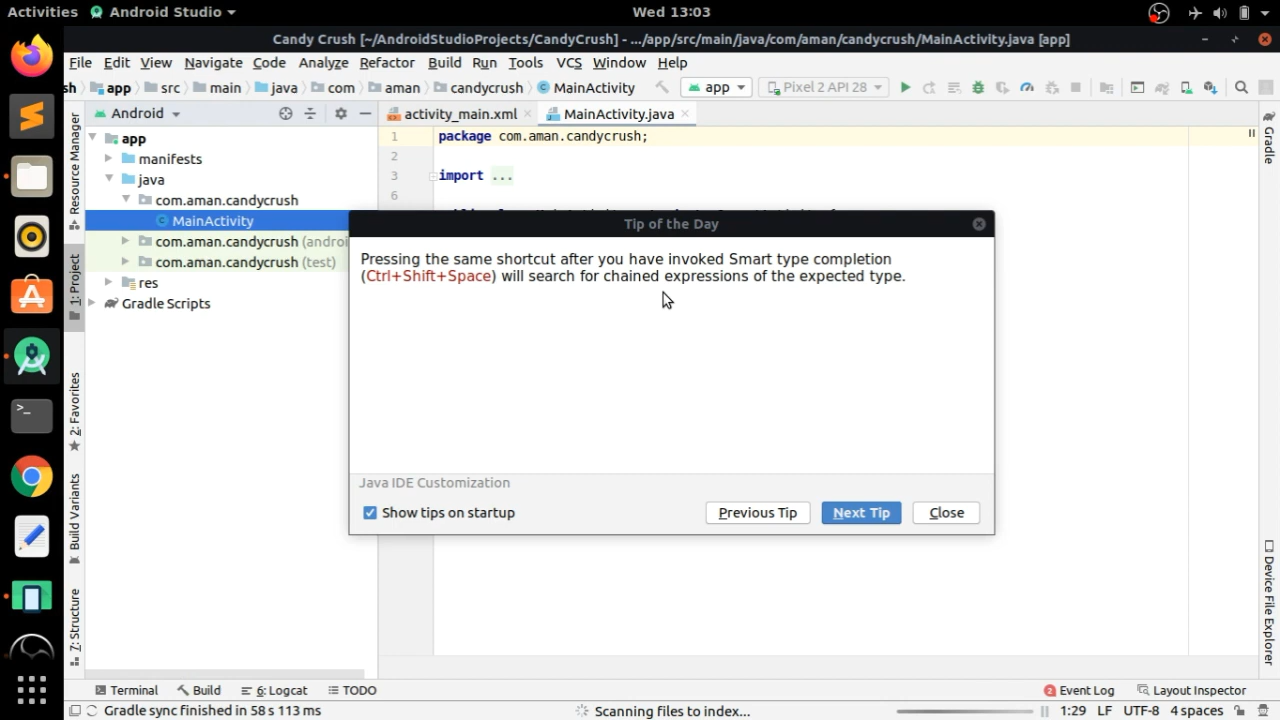 Activities Android Studio Wed 13:03
Candy Crush [~/AndroidStudioProjects/CandyCrush] - .../app/src/main/java/com/aman/candycrush/MainActivity.java [app]
File Edit View Navigate Code Analyze Refactor Build Run Tools VCS Window Help
sh app src main java com aman candycrush MainActivity app Pixel 2 API 28
Resource Manager
1: Project
2: Favorites
Build Variants
7: Structure
Android
app
manifests
java
com.aman.candycrush
MainActivity
com.aman.candycrush (androi
com.aman.candycrush (test)
res
Gradle Scripts
activity_main.xml MainActivity.java
1 package com.aman.candycrush;
2
3 import ...
6
Tip of the Day
Pressing the same shortcut after you have invoked Smart type completion
(Ctrl+Shift+Space) will search for chained expressions of the expected type.
Java IDE Customization
Show tips on startup Previous Tip Next Tip Close
Gradle
Device File Explorer
Terminal Build 6: Logcat TODO 2 Event Log Layout Inspector
Gradle sync finished in 58 s 113 ms Scanning files to index... 1:29 LF UTF-8 4 spaces